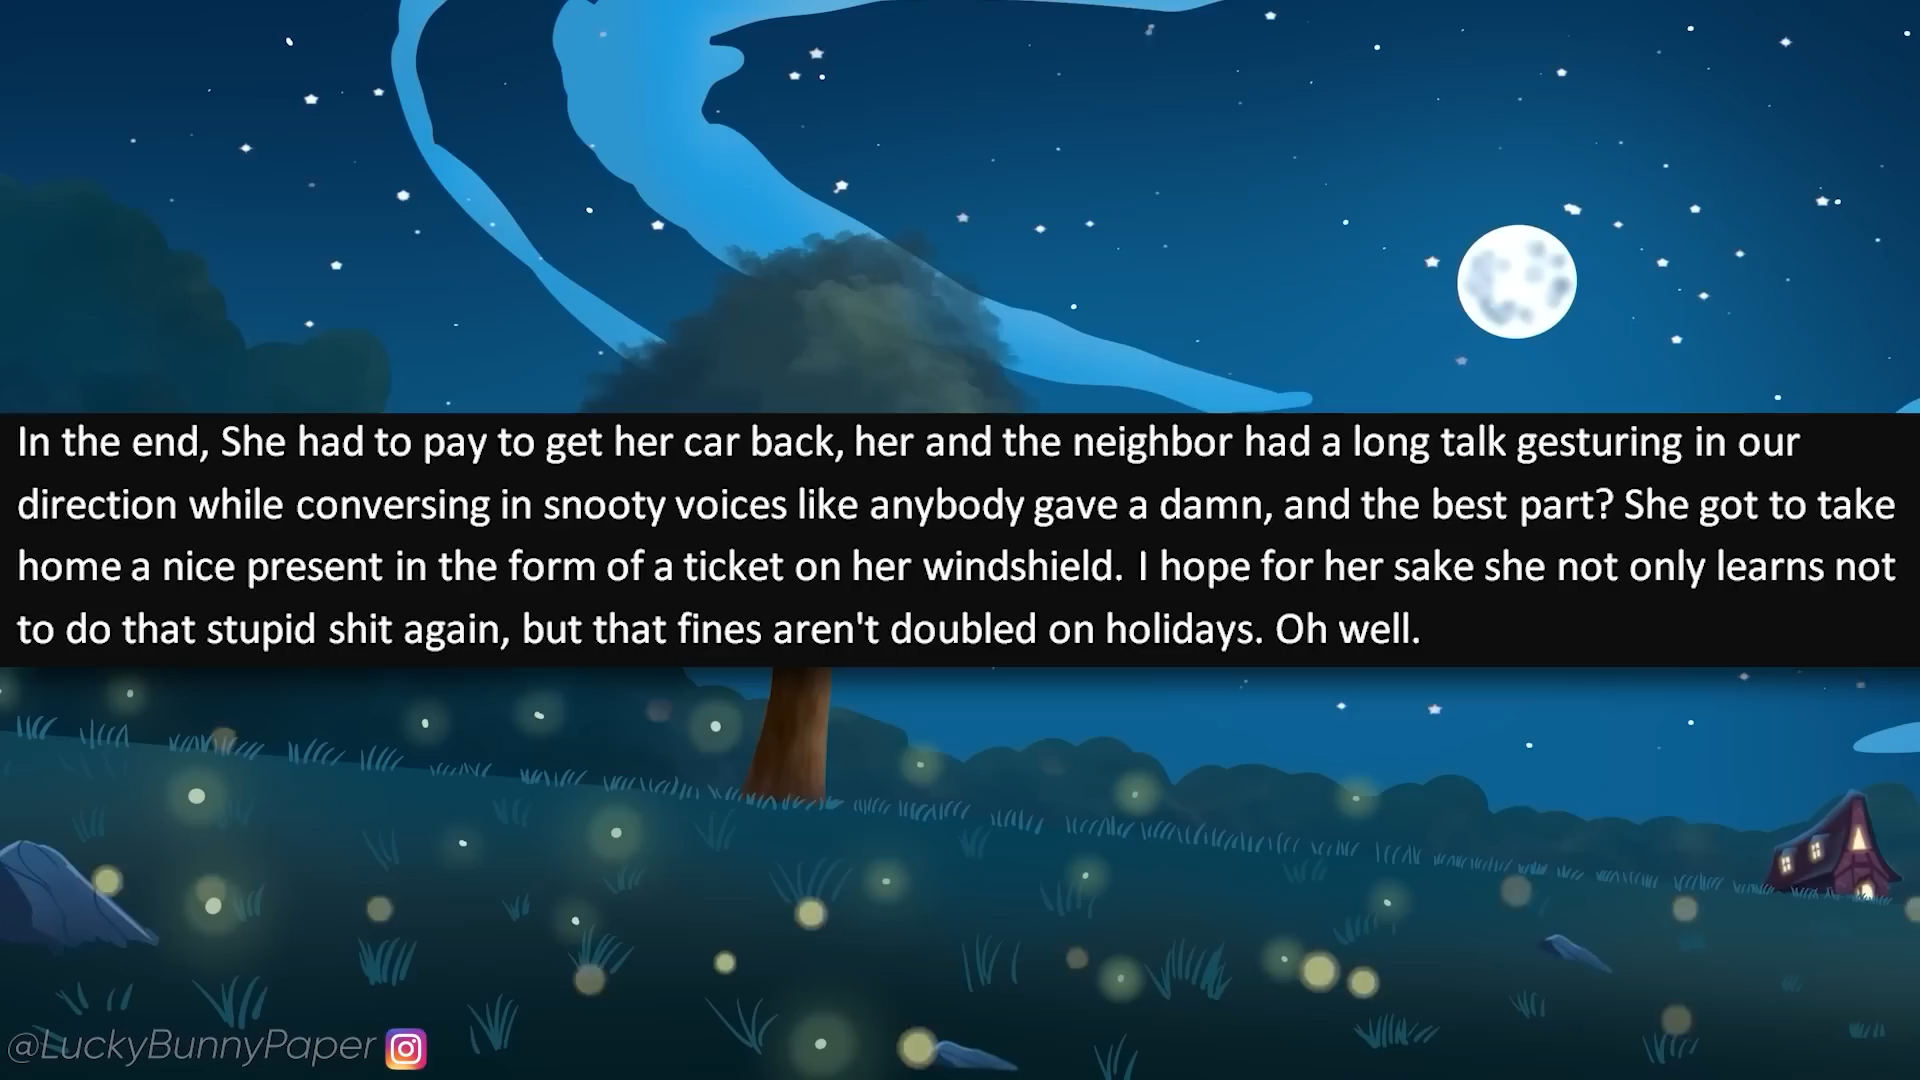 In the end, She had to pay to get her car back, her and the neighbor had a long talk gesturing in our
direction while conversing in snooty voices like anybody gave a damn, and the best part? She got to take
home a nice present in the form of a ticket on her windshield. I hope for her sake she not only learns not
to do that stupid shit again, but that fines aren't doubled on holidays. Oh well.
@LuckyBunnyPaper